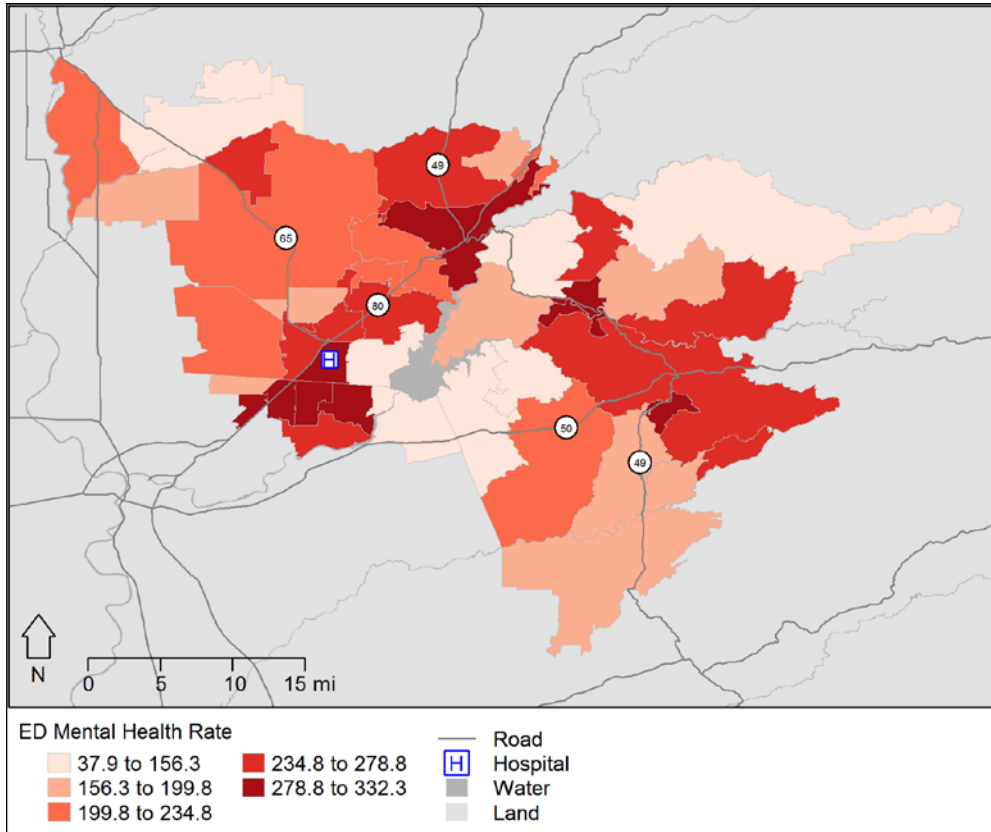 49
65
80
H
50
49
N
0 5 10 15 mi
ED Mental Health Rate
37.9 to 156.3
156.3 to 199.8
199.8 to 234.8
234.8 to 278.8
278.8 to 332.3
Road
H Hospital
Water
Land